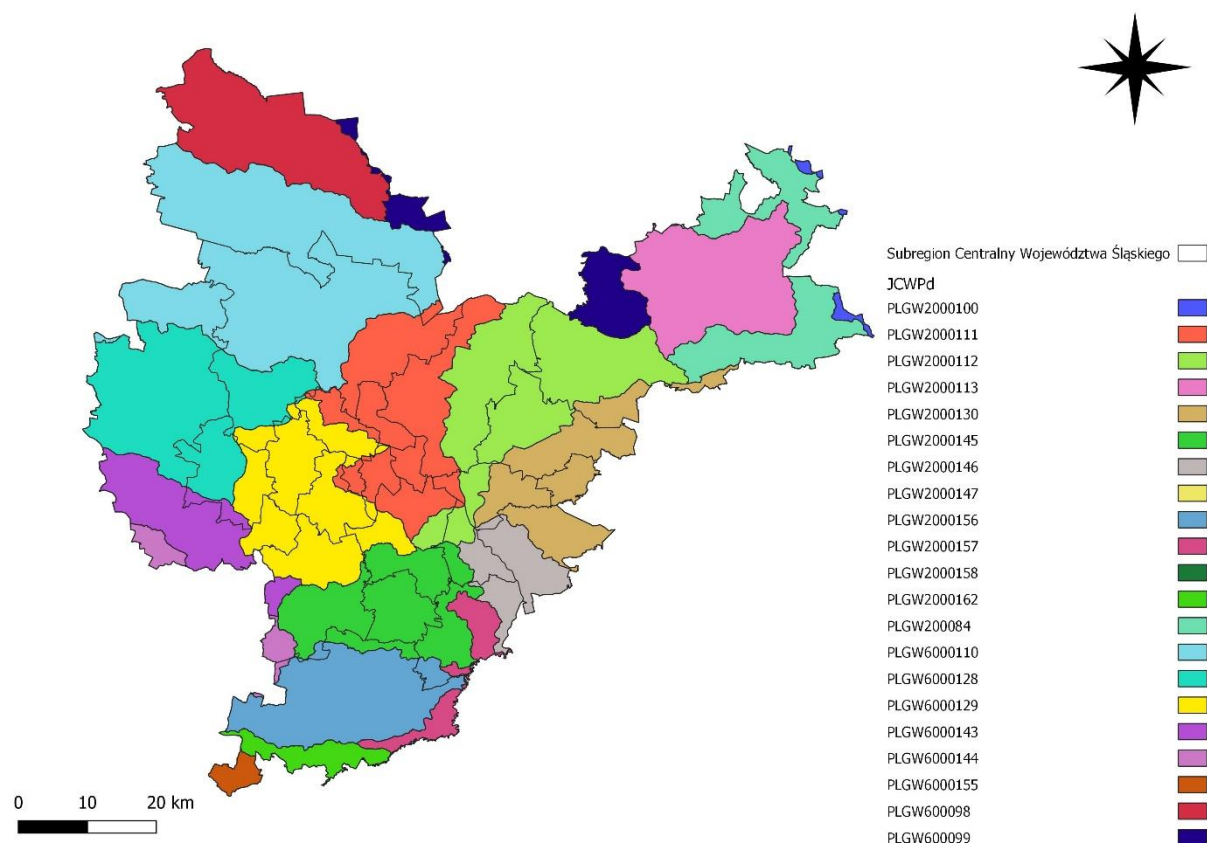 Subregion Centralny Województwa Śląskiego
JCWPd
PLGW2000100
PLGW2000111
PLGW2000112
PLGW2000113
PLGW2000130
PLGW2000145
PLGW2000146
PLGW2000147
PLGW2000156
PLGW2000157
PLGW2000158
PLGW2000162
PLGW200084
PLGW6000110
PLGW6000128
PLGW6000129
PLGW6000143
PLGW6000144
PLGW6000155
PLGW600098
PLGW600099
0 10 20 km